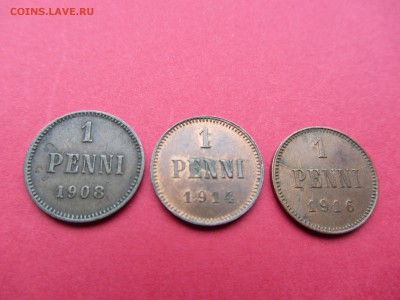 COINS.LAVE.RU
1
PENNI
1908
1
PENNI
1914
1
PENNI
1916